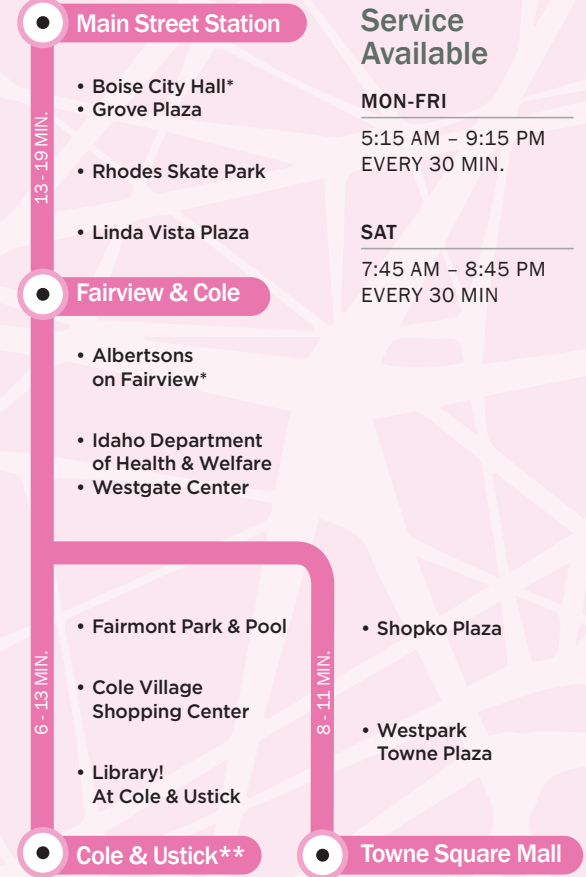 Main Street Station
• Boise City Hall*
• Grove Plaza
13 - 19 MIN.
• Rhodes Skate Park
• Linda Vista Plaza
Fairview & Cole
• Albertsons
on Fairview*
• Idaho Department
of Health & Welfare
• Westgate Center
6 - 13 MIN.
• Fairmont Park & Pool
• Cole Village
Shopping Center
• Library!
At Cole & Ustick
Cole & Ustick**
8 - 11 MIN.
• Shopko Plaza
• Westpark
Towne Plaza
Towne Square Mall
Service
Available
MON-FRI
5:15 AM – 9:15 PM
EVERY 30 MIN.
SAT
7:45 AM – 8:45 PM
EVERY 30 MIN